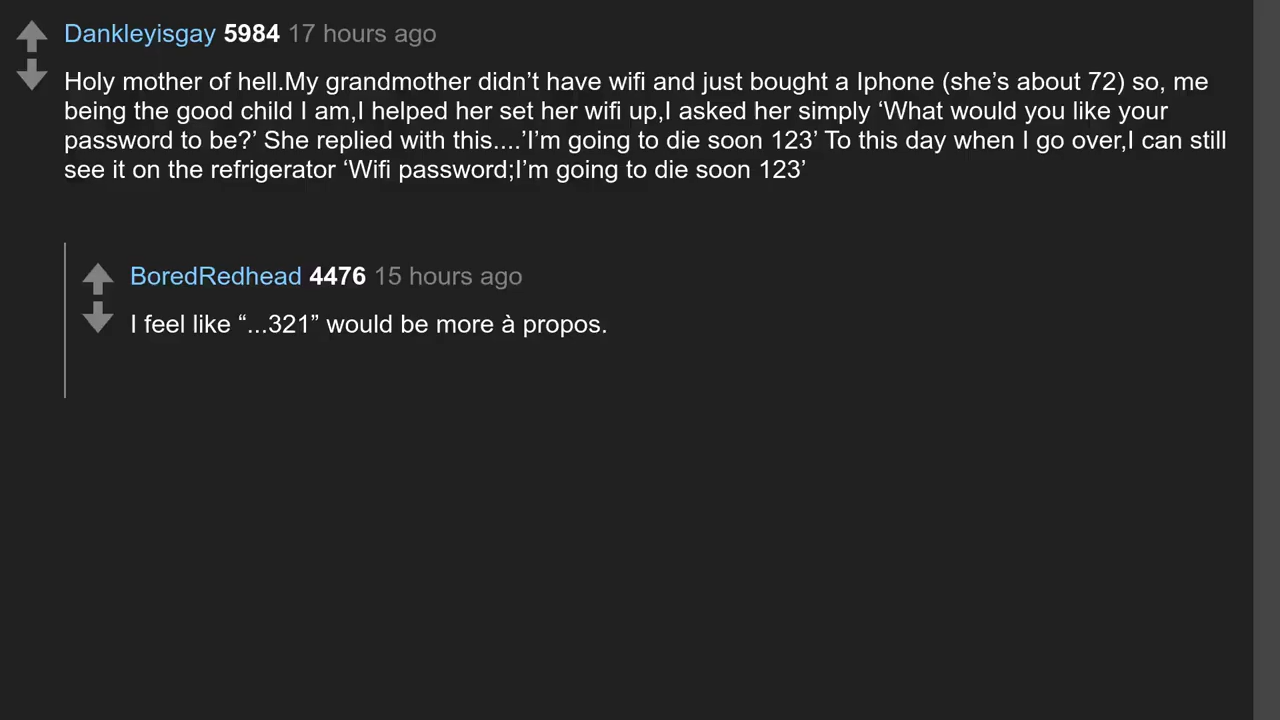 Dankleyisgay 5984 17 hours ago
Holy mother of hell.My grandmother didn’t have wifi and just bought a Iphone (she’s about 72) so, me
being the good child I am,I helped her set her wifi up,I asked her simply ‘What would you like your
password to be?’ She replied with this....’I’m going to die soon 123’ To this day when I go over,I can still
see it on the refrigerator ‘Wifi password;I’m going to die soon 123’
BoredRedhead 4476 15 hours ago
I feel like “...321” would be more à propos.